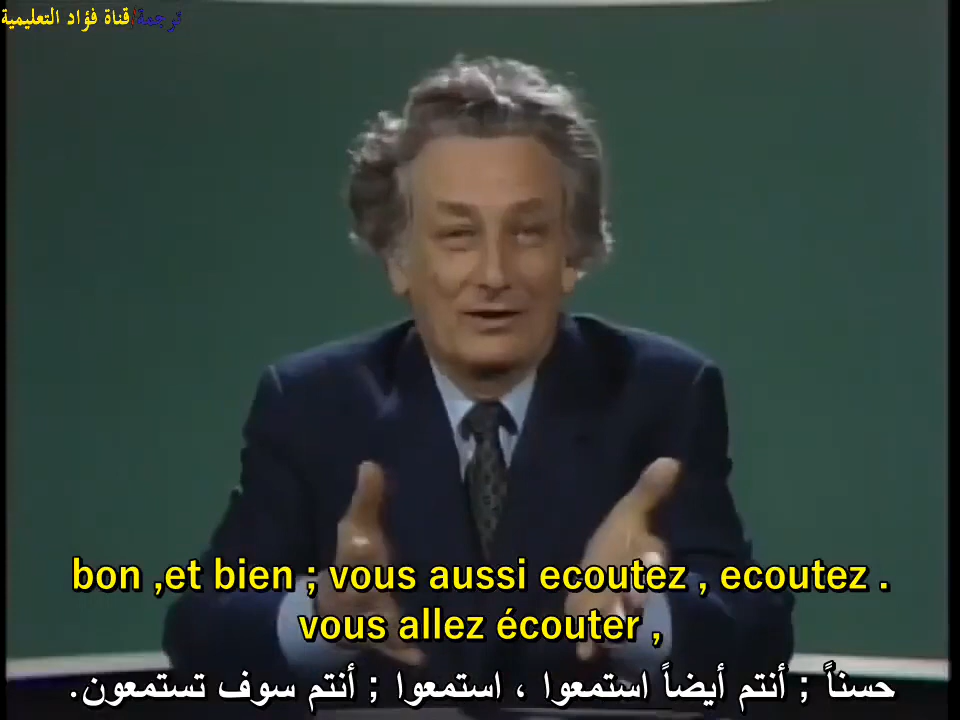 ترجمة/قناة فؤاد التعليمية
bon ,et bien ; vous aussi ecoutez , ecoutez .
vous allez écouter ,
حسناً ; أنتم أيضاً استمعوا ، استمعوا ; أنتم سوف تستمعون.